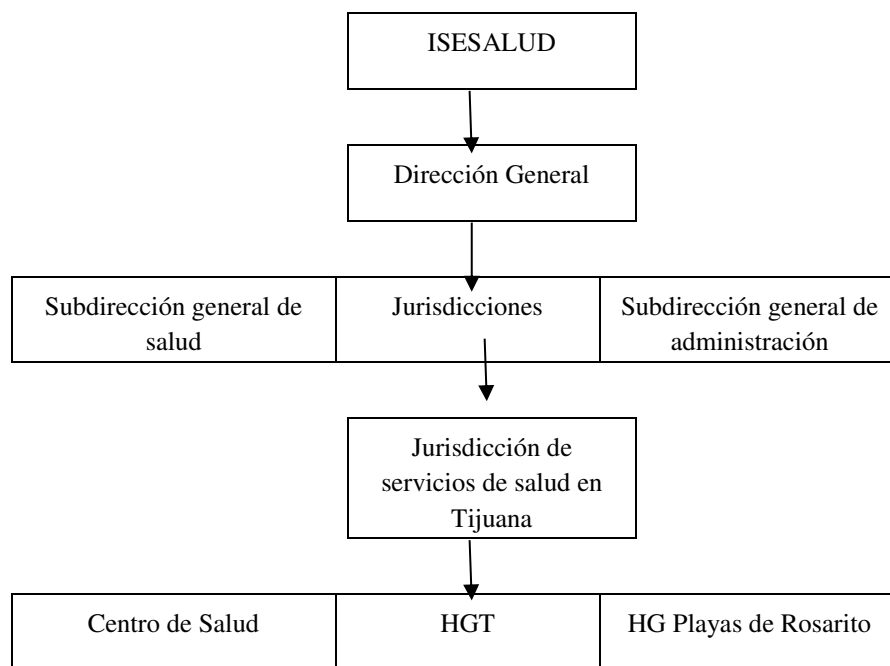 ISESALUD
Dirección General
Subdirección general de
salud
Jurisdicciones
Subdirección general de
administración
Jurisdicción de
servicios de salud en
Tijuana
Centro de Salud
HGT
HG Playas de Rosarito